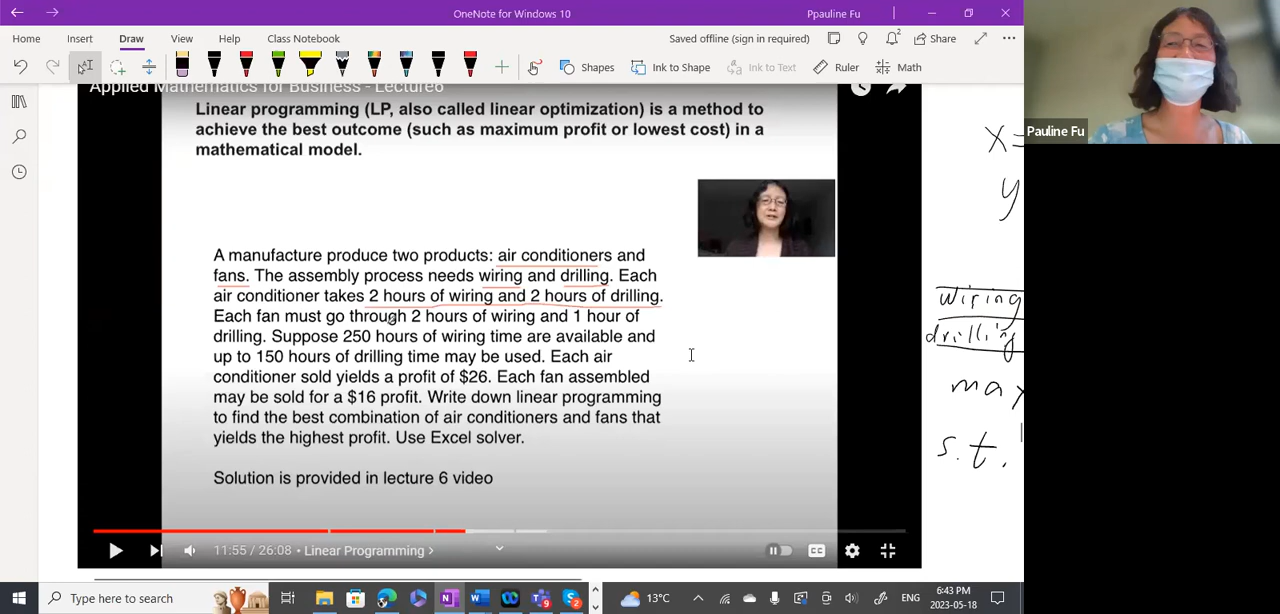 OneNote for Windows 10
Ppauline Fu
Home Insert Draw View Help Class Notebook
Saved offline (sign in required)
Share
Shapes
Ink to Shape
Ink to Text
Ruler
Math
Applied Mathematics for Business - Lecture6
Linear programming (LP, also called linear optimization) is a method to
achieve the best outcome (such as maximum profit or lowest cost) in a
mathematical model.
A manufacture produce two products: air conditioners and
fans. The assembly process needs wiring and drilling. Each
air conditioner takes 2 hours of wiring and 2 hours of drilling.
Each fan must go through 2 hours of wiring and 1 hour of
drilling. Suppose 250 hours of wiring time are available and
up to 150 hours of drilling time may be used. Each air
conditioner sold yields a profit of $26. Each fan assembled
may be sold for a $16 profit. Write down linear programming
to find the best combination of air conditioners and fans that
yields the highest profit. Use Excel solver.
Solution is provided in lecture 6 video
11:55 / 26:08 • Linear Programming >
CC
x=
y
wiring
drilling
max
s.t.
Pauline Fu
Type here to search
13°C
ENG
6:43 PM
2023-05-18